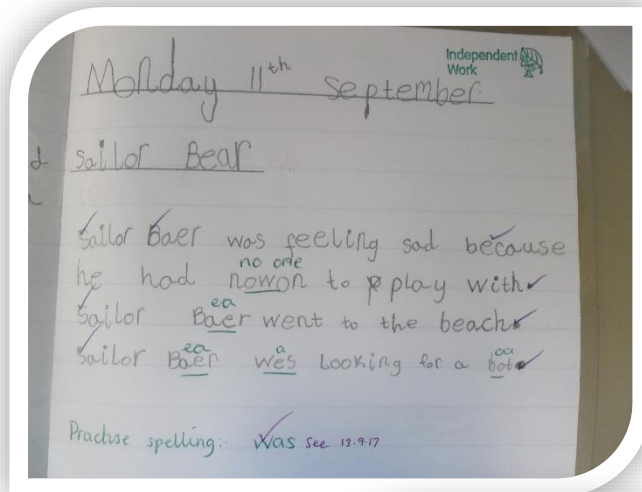 Independent
Work
Monday 11th September
Sailor Bear
Sailor Baer was feeling sad because
no one
he had nowon to play with
ea
Sailor Baer went to the beach
ea a oa
Sailor Baer wes looking for a bot
Practise spelling:- Was See 13.9.17